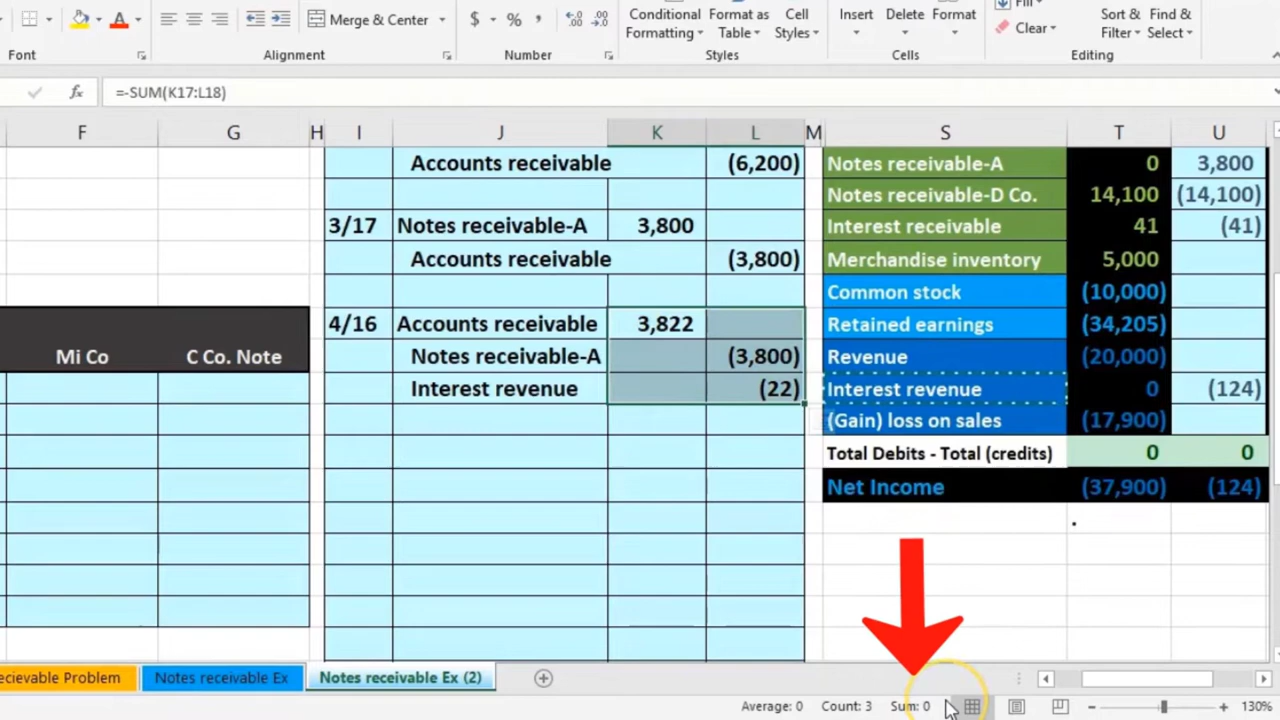 Merge & Center
$ % ,
Conditional Formatting
Format as Table
Cell Styles
Insert
Delete
Format
Clear
Sort & Filter
Find & Select
Font
Alignment
Number
Styles
Cells
Editing
fx =-SUM(K17:L18)
F G H I J K L M S T U
Accounts receivable (6,200)
3/17 Notes receivable-A 3,800
Accounts receivable (3,800)
4/16 Accounts receivable 3,822
Notes receivable-A (3,800)
Interest revenue (22)
Mi Co C Co. Note
Notes receivable-A 0 3,800
Notes receivable-D Co. 14,100 (14,100)
Interest receivable 41 (41)
Merchandise inventory 5,000
Common stock (10,000)
Retained earnings (34,205)
Revenue (20,000)
Interest revenue 0 (124)
(Gain) loss on sales (17,900)
Total Debits - Total (credits) 0 0
Net Income (37,900) (124)
ecievable Problem Notes receivable Ex Notes receivable Ex (2)
Average: 0 Count: 3 Sum: 0 130%